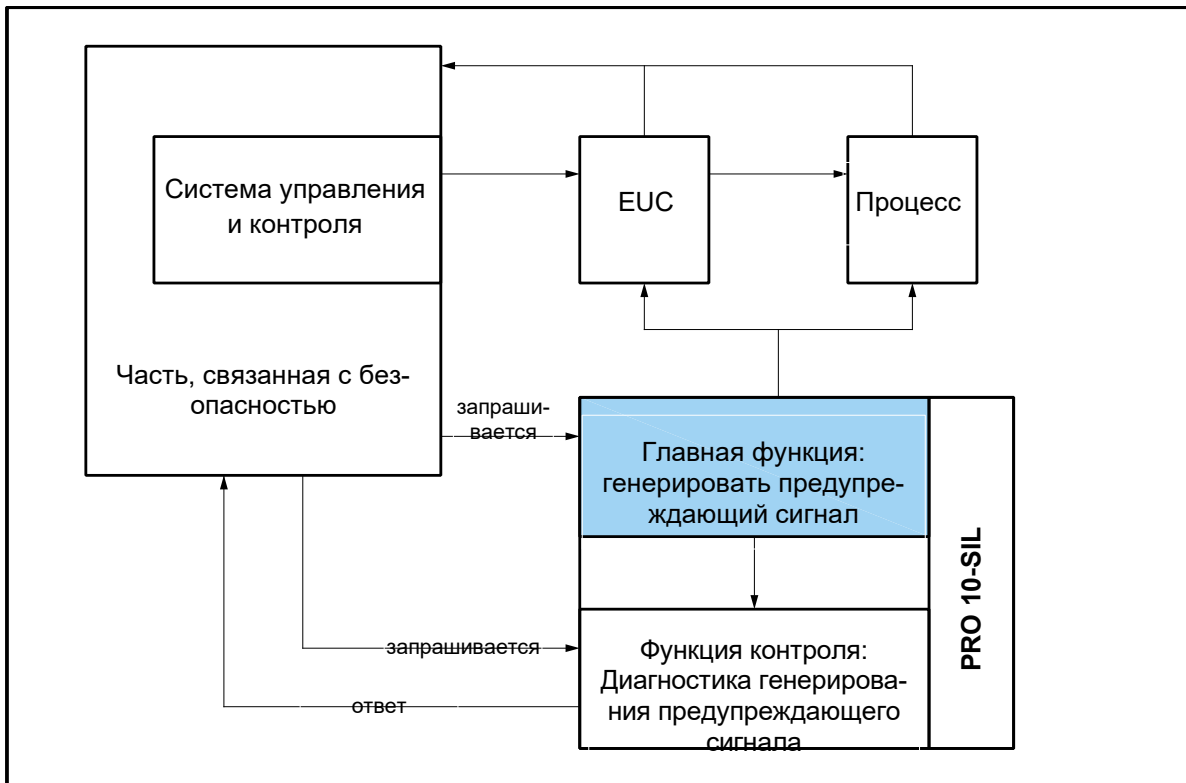 Система управления
и контроля
EUC
Процесс
Часть, связанная с без-
опасностью
запраши-
вается
Главная функция:
генерировать предупре-
ждающий сигнал
PRO 10-SIL
запрашивается
Функция контроля:
Диагностика генерирова-
ния предупреждающего
сигнала
ответ